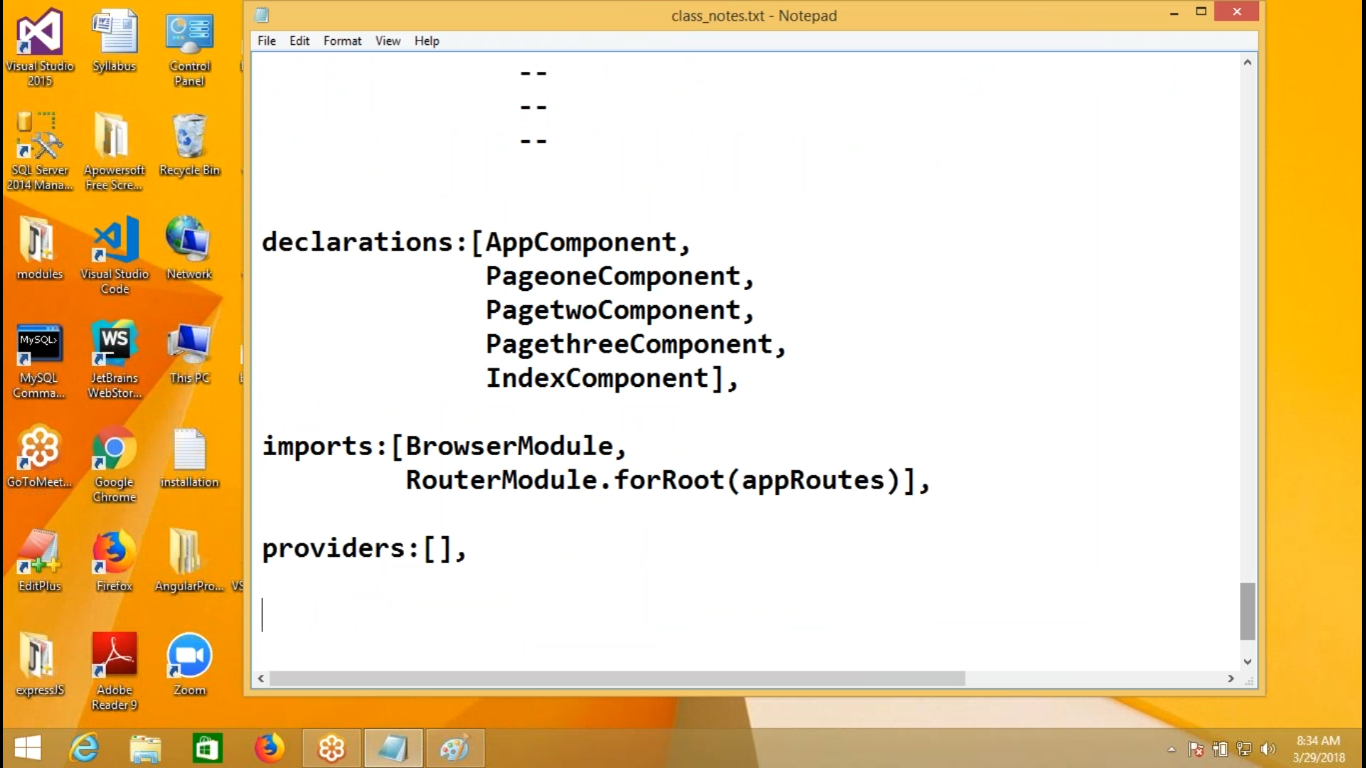 class_notes.txt - Notepad
File Edit Format View Help
--
--
--
declarations:[AppComponent,
PageoneComponent,
PagetwoComponent,
PagethreeComponent,
IndexComponent],
imports:[BrowserModule,
RouterModule.forRoot(appRoutes)],
providers:[],
Visual Studio
2015
Syllabus
Control
Panel
SQL Server
2014 Mana...
Apowersoft
Free Scre...
Recycle Bin
modules
Visual Studio
Code
Network
MySQL>
MySQL
Comma...
WS
JetBrains
WebStor...
This PC
GoToMeet...
Google
Chrome
installation
EditPlus
Firefox
AngularPro...
VS
expressJS
Adobe
Reader 9
Zoom
8:34 AM
3/29/2018